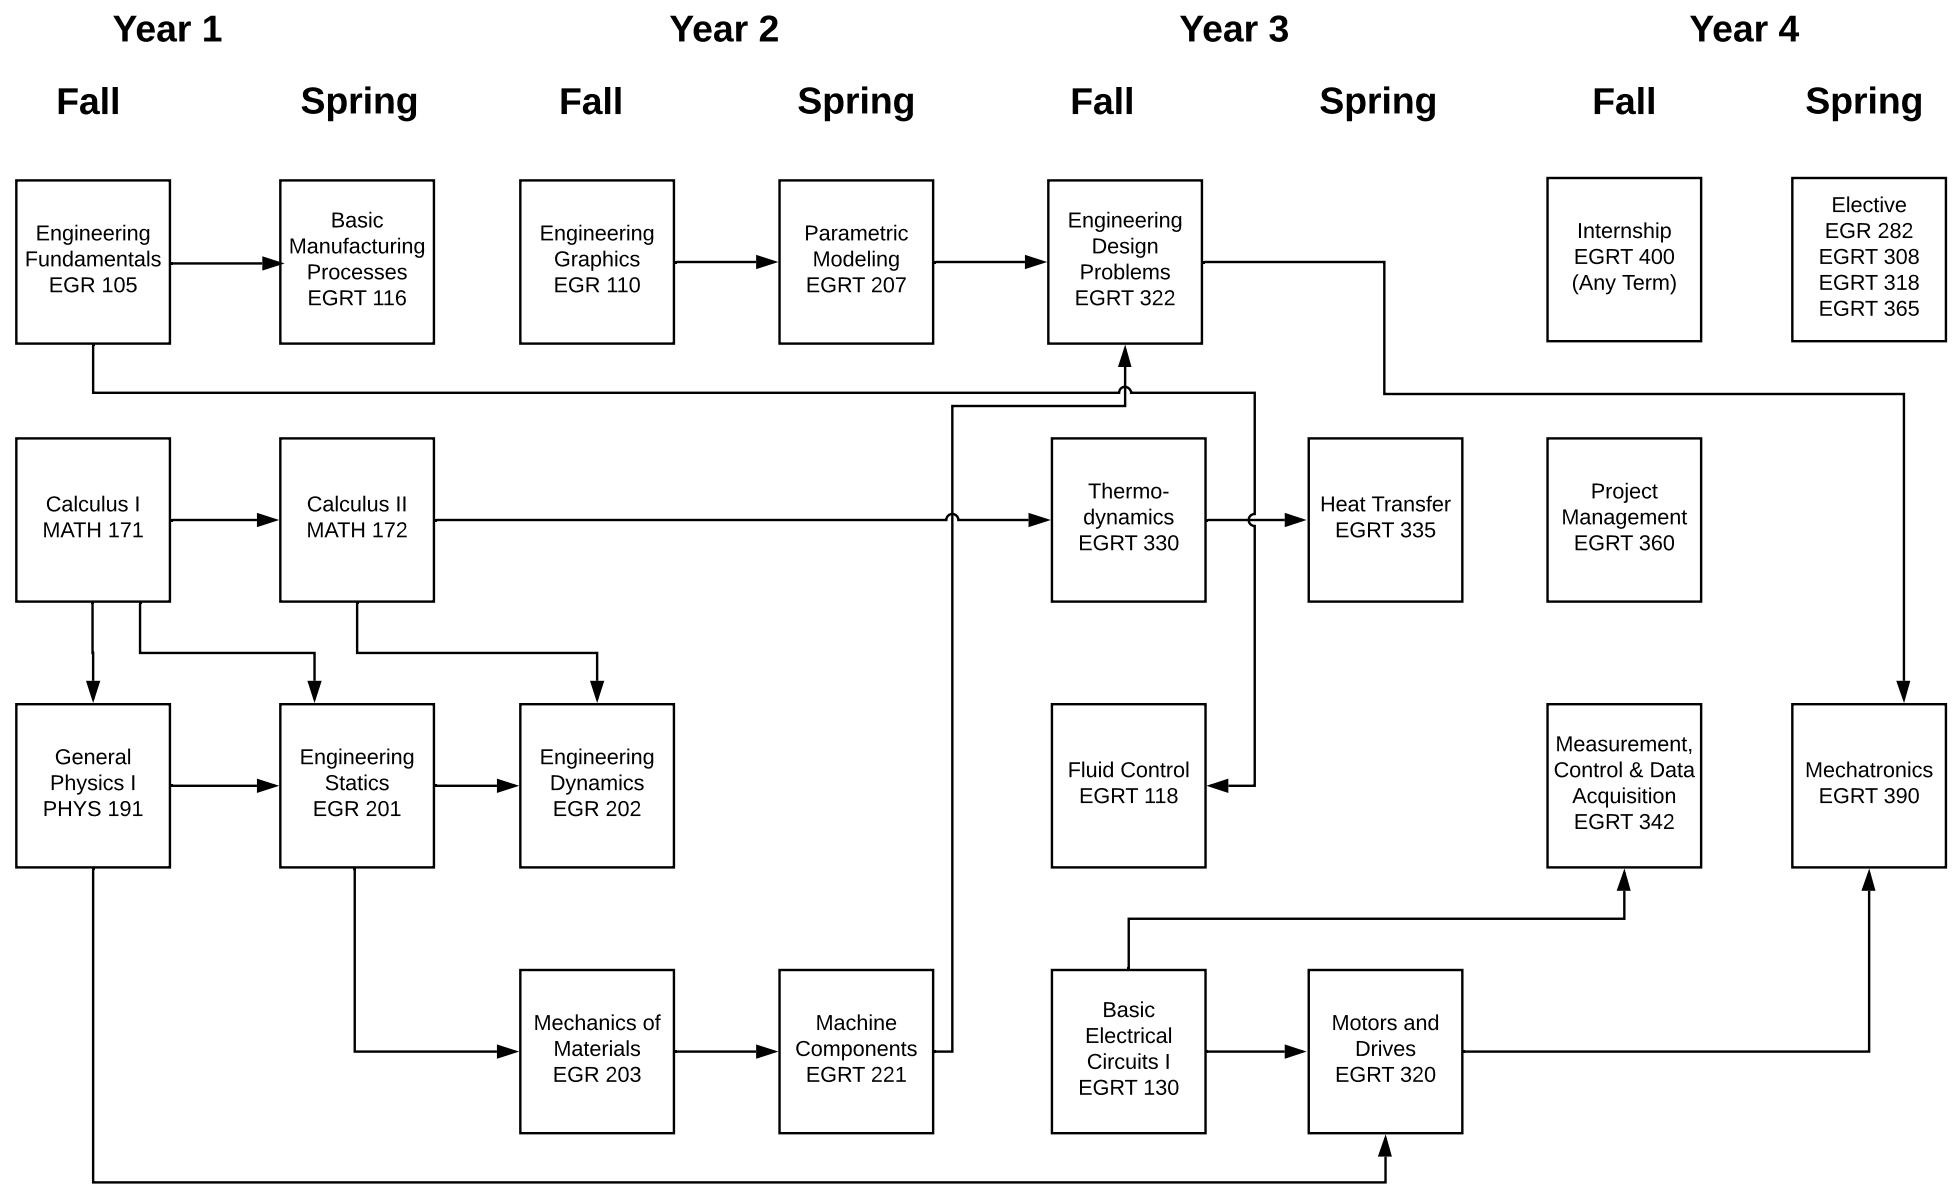 Year 1
Year 2
Year 3
Year 4
Fall
Spring
Fall
Spring
Fall
Spring
Fall
Spring
Engineering
Fundamentals
EGR 105
Basic
Manufacturing
Processes
EGRT 116
Engineering
Graphics
EGR 110
Parametric
Modeling
EGRT 207
Engineering
Design
Problems
EGRT 322
Internship
EGRT 400
(Any Term)
Elective
EGR 282
EGRT 308
EGRT 318
EGRT 365
Calculus I
MATH 171
Calculus II
MATH 172
Thermo-
dynamics
EGRT 330
Heat Transfer
EGRT 335
Project
Management
EGRT 360
General
Physics I
PHYS 191
Engineering
Statics
EGR 201
Engineering
Dynamics
EGR 202
Fluid Control
EGRT 118
Measurement,
Control & Data
Acquisition
EGRT 342
Mechatronics
EGRT 390
Mechanics of
Materials
EGR 203
Machine
Components
EGRT 221
Basic
Electrical
Circuits I
EGRT 130
Motors and
Drives
EGRT 320